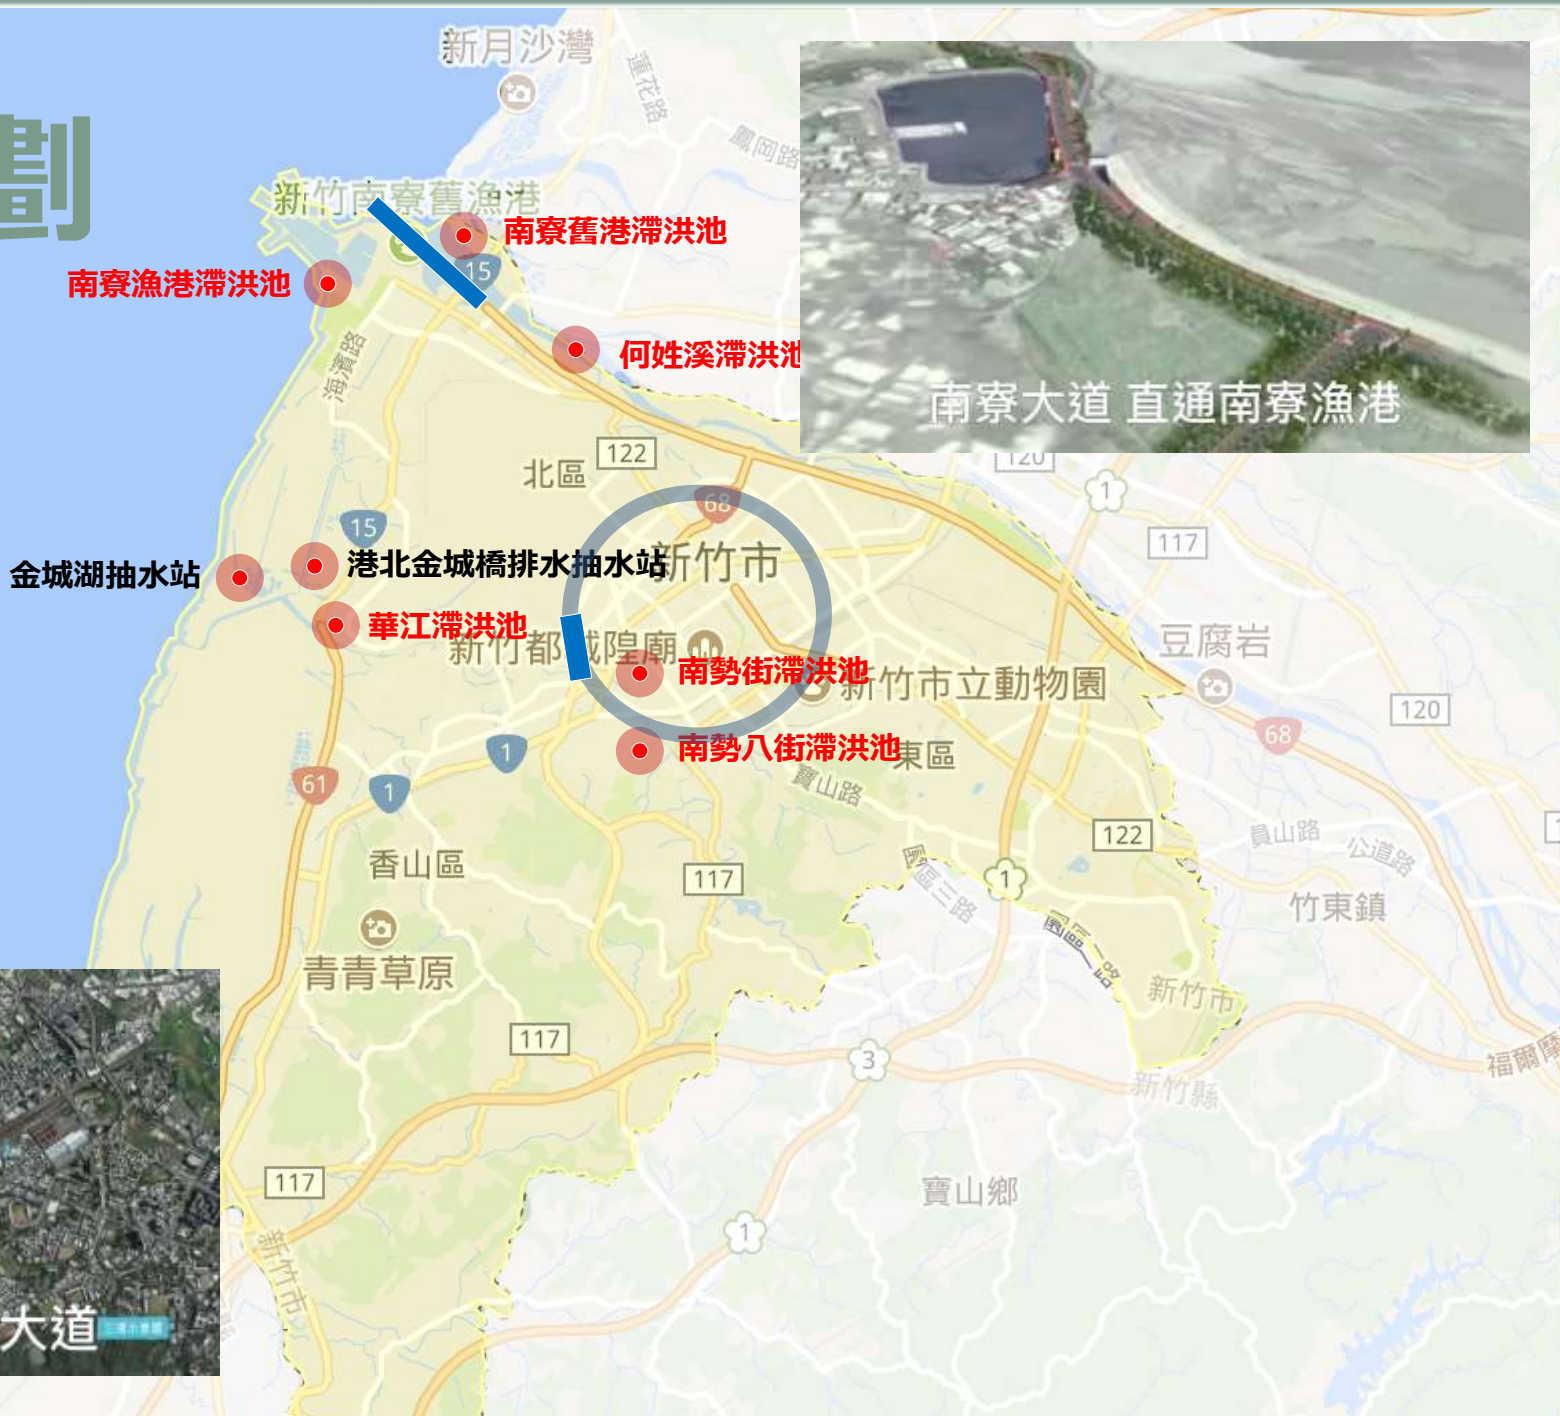 新月沙灣
蓮花路
鳳岡路
劃
新竹南寮舊漁港
南寮舊港滯洪池
15
南寮漁港滯洪池
海濱路
何姓溪滯洪池
南寮大道 直通南寮漁港
122
120
北區
68
1
15
117
新竹市
港北金城橋排水抽水站
金城湖抽水站
華江滯洪池
新竹都城隍廟
豆腐岩
南勢街滯洪池
新竹市立動物園
120
68
南勢八街滯洪池
東區
1
寶山路
61
1
122
員山路
公道路
香山區
117
1
園區三路
竹東鎮
園區二路
青青草原
新竹市
117
3
新竹縣
117
寶山鄉
1
新竹市
大道